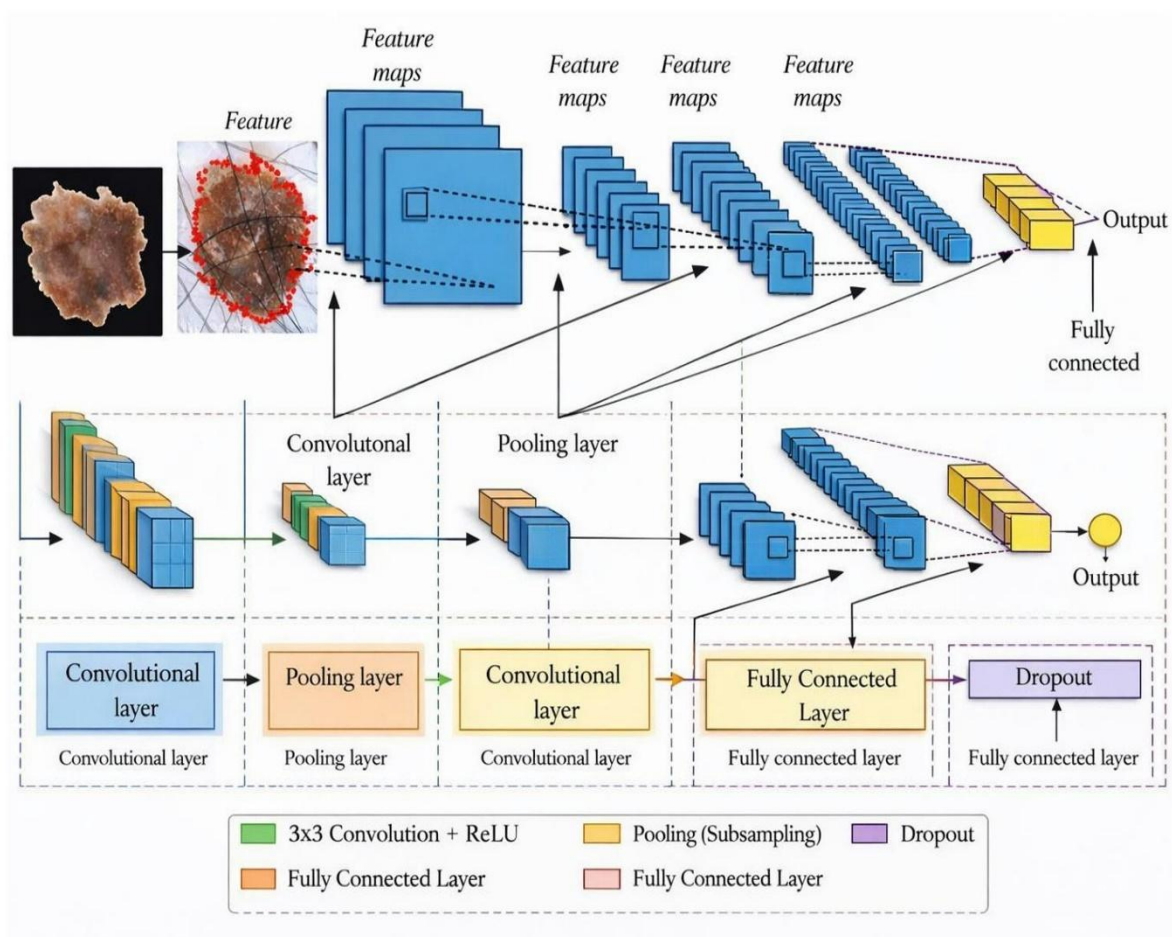 Feature
maps
Feature
maps
Feature
maps
Feature
maps
Feature
Output
Fully
connected
Convolutonal
layer
Pooling layer
Output
Convolutional
layer
Pooling layer
Convolutional
layer
Fully Connected
Layer
Dropout
Convolutional layer
Pooling layer
Convolutional layer
Fully connected layer
Fully connected layer
3x3 Convolution + ReLU
Pooling (Subsampling)
Dropout
Fully Connected Layer
Fully Connected Layer